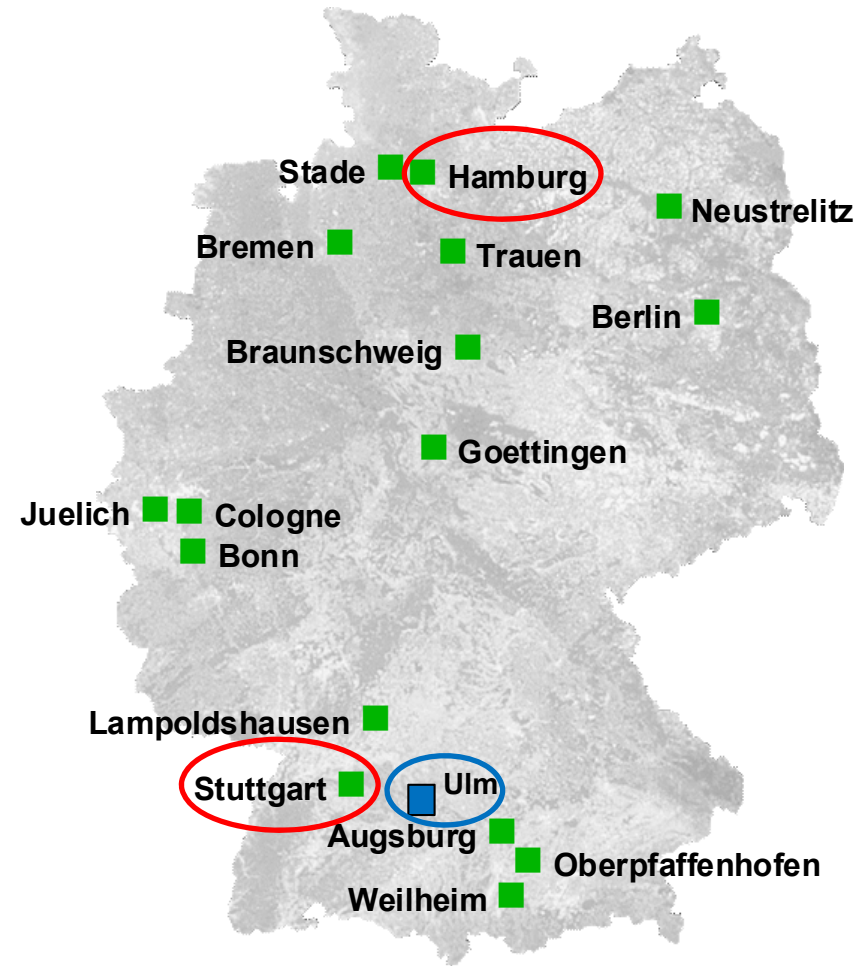 Stade
Hamburg
Neustrelitz
Bremen
Trauen
Berlin
Braunschweig
Goettingen
Juelich
Cologne
Bonn
Lampoldshausen
Stuttgart
Ulm
Augsburg
Oberpfaffenhofen
Weilheim